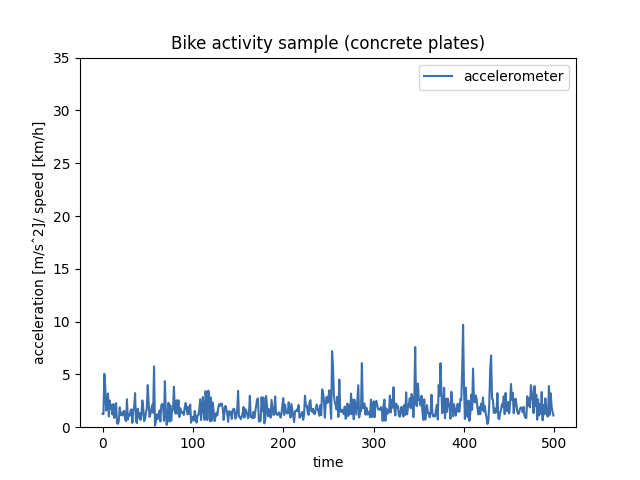 Bike activity sample (concrete plates)
accelerometer
35
30
25
20
15
10
5
0
acceleration [m/sˆ2]/ speed [km/h]
0 100 200 300 400 500
time